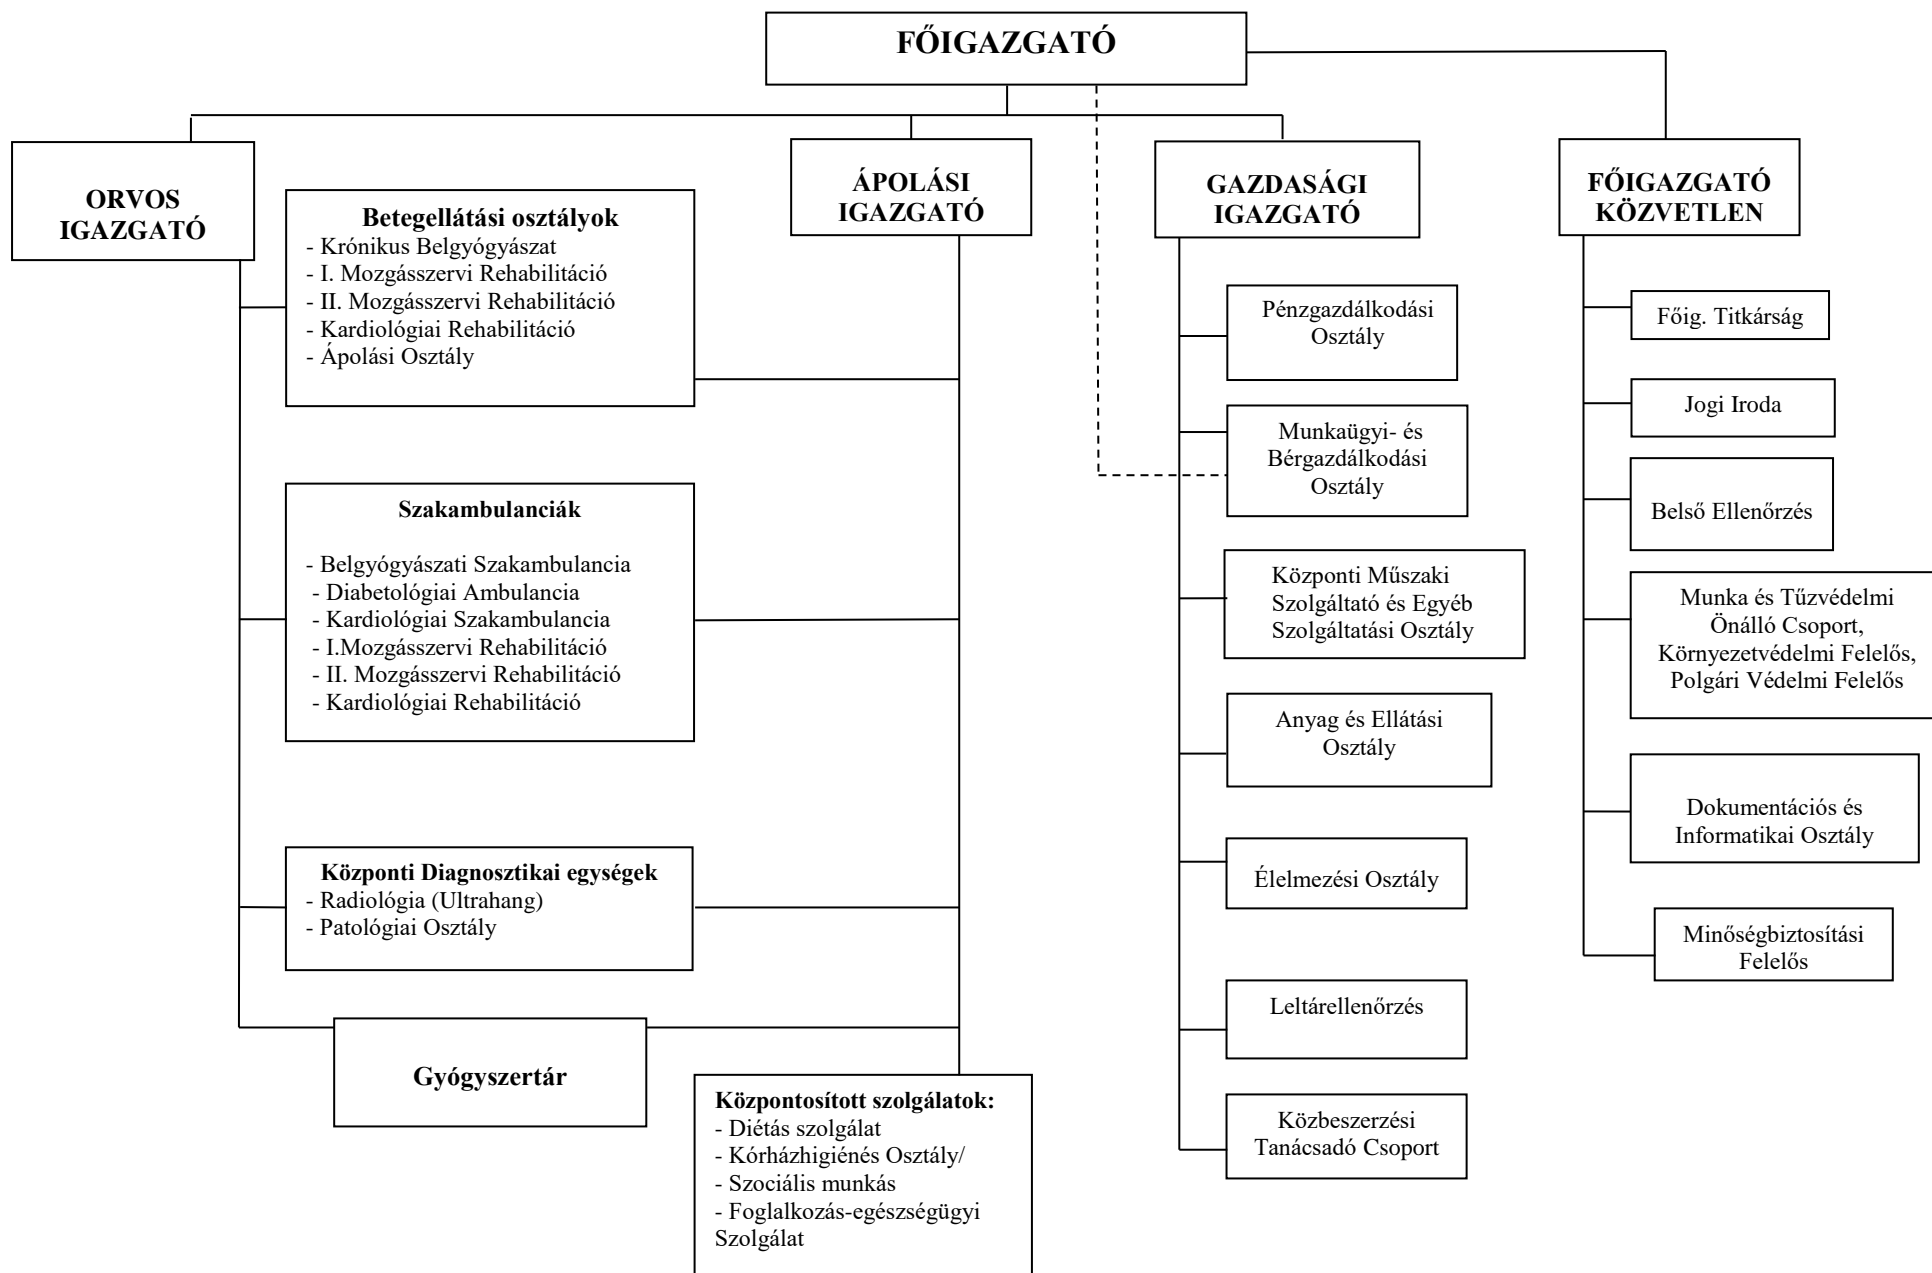 FŐIGAZGATÓ
ORVOS
IGAZGATÓ
Betegellátási osztályok
- Krónikus Belgyógyászat
- I. Mozgásszervi Rehabilitáció
- II. Mozgásszervi Rehabilitáció
- Kardiológiai Rehabilitáció
- Ápolási Osztály
Szakambulanciák
- Belgyógyászati Szakambulancia
- Diabetológiai Ambulancia
- Kardiológiai Szakambulancia
- I.Mozgásszervi Rehabilitáció
- II. Mozgásszervi Rehabilitáció
- Kardiológiai Rehabilitáció
Központi Diagnosztikai egységek
- Radiológia (Ultrahang)
- Patológiai Osztály
Gyógyszertár
ÁPOLÁSI
IGAZGATÓ
Központosított szolgálatok:
- Diétás szolgálat
- Kórházhigiénés Osztály/
- Szociális munkás
- Foglalkozás-egészségügyi
Szolgálat
GAZDASÁGI
IGAZGATÓ
Pénzgazdálkodási
Osztály
Munkaügyi- és
Bérgazdálkodási
Osztály
Központi Műszaki
Szolgáltató és Egyéb
Szolgáltatási Osztály
Anyag és Ellátási
Osztály
Élelmezési Osztály
Leltárellenőrzés
Közbeszerzési
Tanácsadó Csoport
FŐIGAZGATÓ
KÖZVETLEN
Főig. Titkárság
Jogi Iroda
Belső Ellenőrzés
Munka és Tűzvédelmi
Önálló Csoport,
Környezetvédelmi Felelős,
Polgári Védelmi Felelős
Dokumentációs és
Informatikai Osztály
Minőségbiztosítási
Felelős